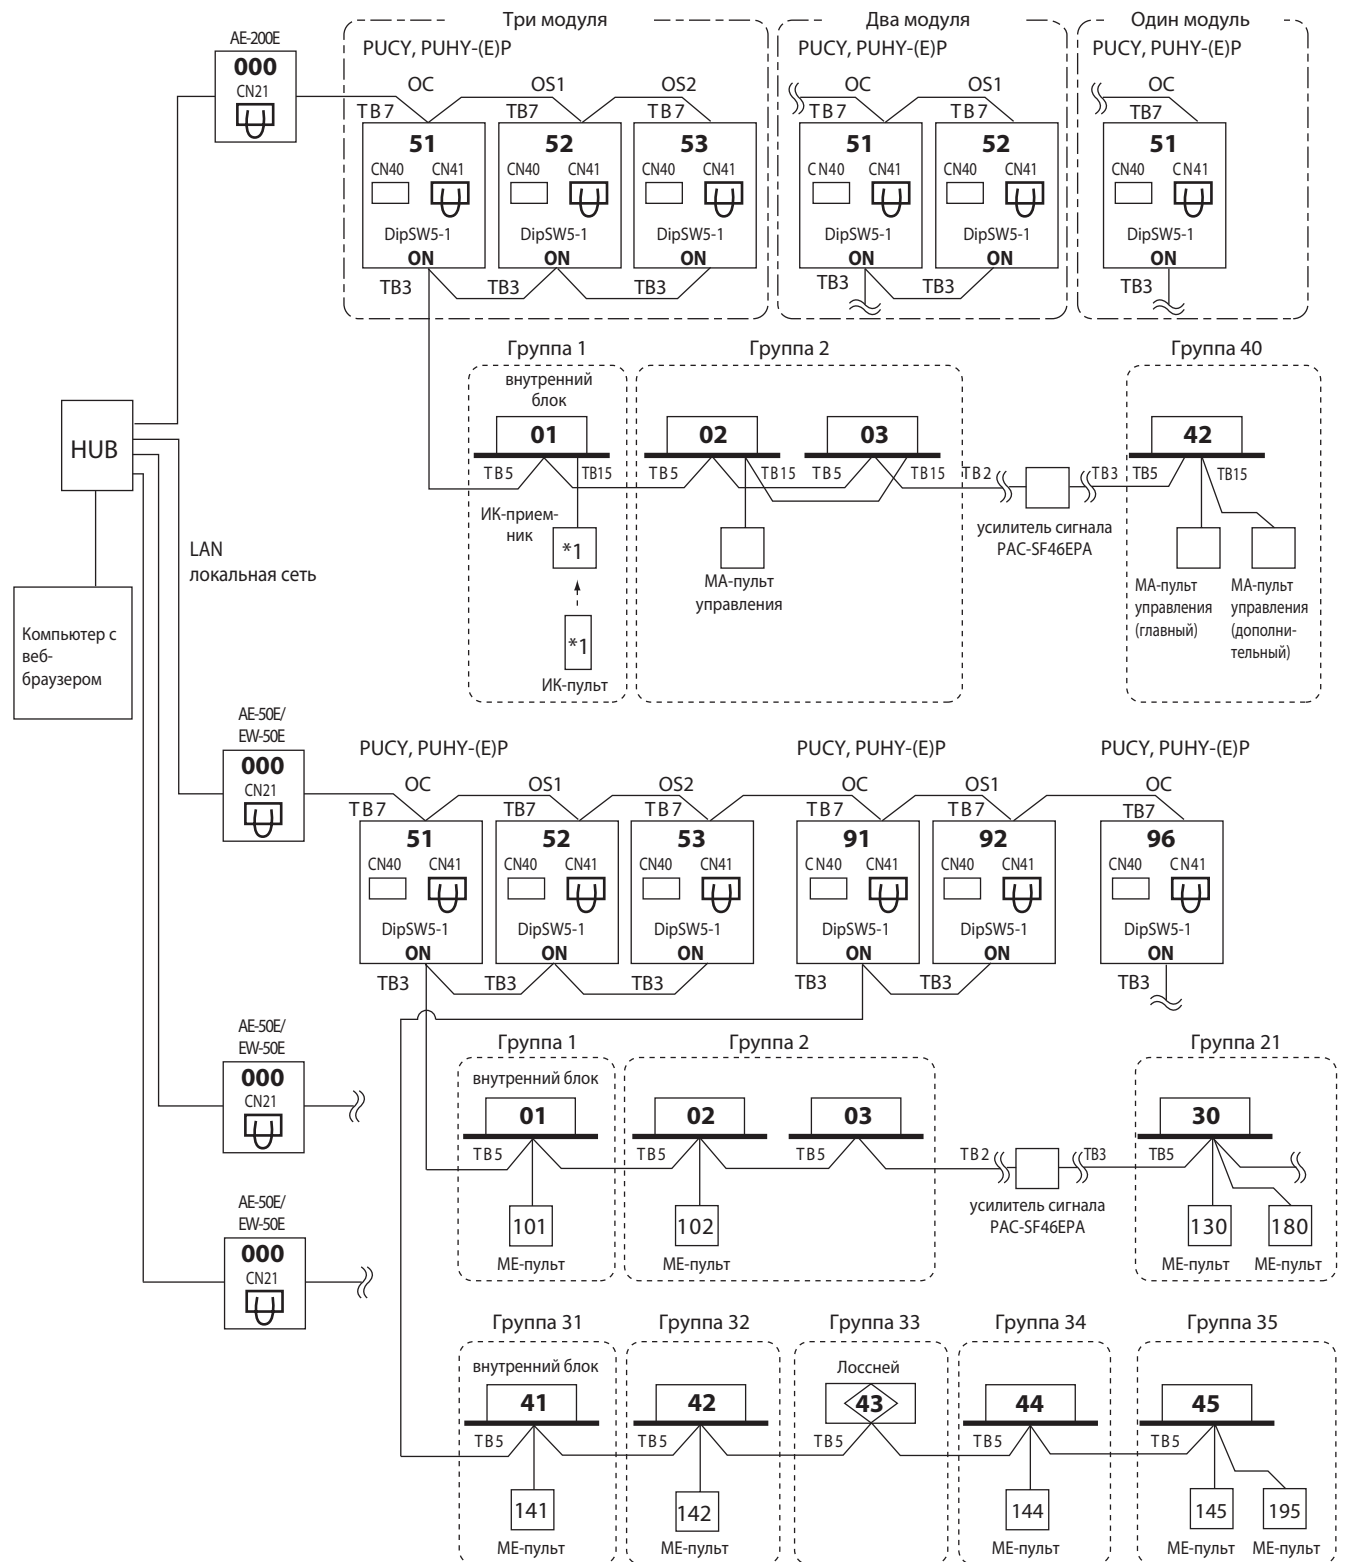 Три модуля
Два модуля
Один модуль
AE-200E
000
CN21
PUCY, PUHY-(E)P
PUCY, PUHY-(E)P
PUCY, PUHY-(E)P
OC
OS1
OS2
OC
OS1
OC
TB7
TB7
TB7
TB7
TB7
TB7
51
52
53
51
52
51
CN40 CN41
CN40 CN41
CN40 CN41
CN40 CN41
CN40 CN41
CN40 CN41
DipSW5-1
DipSW5-1
DipSW5-1
DipSW5-1
DipSW5-1
DipSW5-1
ON
ON
ON
ON
ON
ON
TB3
TB3
TB3
TB3
TB3
TB3
Группа 1
Группа 2
Группа 40
внутренний
блок
01
02
03
42
TB5
TB15
TB5
TB15
TB5
TB15
TB2
TB3
TB5
TB15
HUB
LAN
локальная сеть
Компьютер с
веб-
браузером
ИК-прием-
ник
*1
*1
ИК-пульт
МА-пульт
управления
усилитель сигнала
PAC-SF46EPA
МА-пульт
управления
(главный)
МА-пульт
управления
(дополни-
тельный)
AE-50E/
EW-50E
000
CN21
PUCY, PUHY-(E)P
PUCY, PUHY-(E)P
PUCY, PUHY-(E)P
OC
OS1
OS2
OC
OS1
OC
TB7
TB7
TB7
TB7
TB7
TB7
51
52
53
91
92
96
CN40 CN41
CN40 CN41
CN40 CN41
CN40 CN41
CN40 CN41
CN40 CN41
DipSW5-1
DipSW5-1
DipSW5-1
DipSW5-1
DipSW5-1
DipSW5-1
ON
ON
ON
ON
ON
ON
TB3
TB3
TB3
TB3
TB3
TB3
AE-50E/
EW-50E
000
CN21
Группа 1
Группа 2
Группа 21
внутренний блок
01
02
03
30
TB5
TB5
TB5
TB2
TB3
TB5
101
102
130
180
МЕ-пульт
МЕ-пульт
усилитель сигнала
PAC-SF46EPA
МЕ-пульт
МЕ-пульт
AE-50E/
EW-50E
000
CN21
Группа 31
Группа 32
Группа 33
Группа 34
Группа 35
внутренний блок
Лоссней
41
42
43
44
45
TB5
TB5
TB5
TB5
TB5
141
142
144
145
195
МЕ-пульт
МЕ-пульт
МЕ-пульт
МЕ-пульт
МЕ-пульт